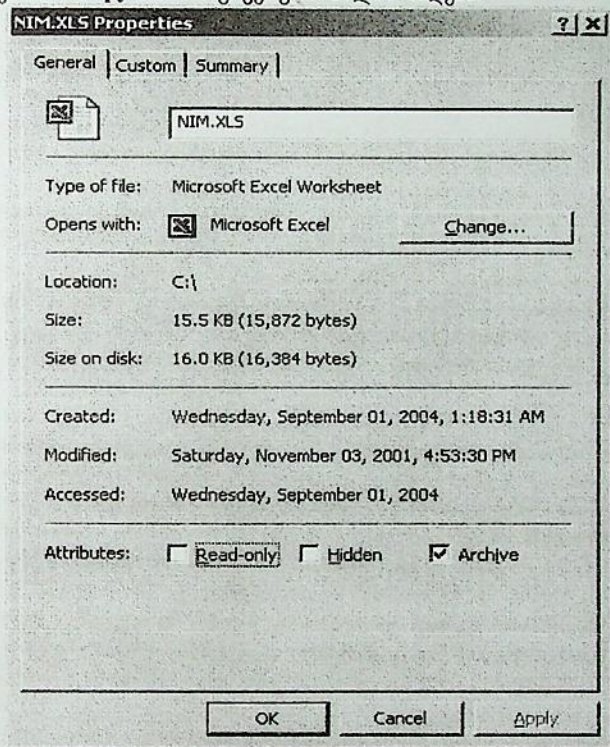 NIM.XLS Properties
General Custom Summary
NIM.XLS
Type of file: Microsoft Excel Worksheet
Opens with: Microsoft Excel Change...
Location: C:\
Size: 15.5 KB (15,872 bytes)
Size on disk: 16.0 KB (16,384 bytes)
Created: Wednesday, September 01, 2004, 1:18:31 AM
Modified: Saturday, November 03, 2001, 4:53:30 PM
Accessed: Wednesday, September 01, 2004
Attributes: Read-only Hidden Archive
OK Cancel Apply